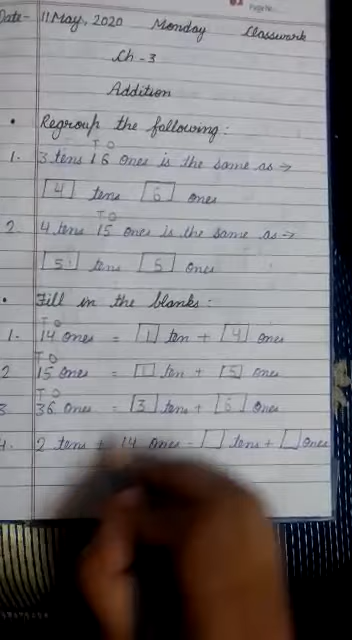 Page No.
Date- 11 May, 2020 Monday Classwork
Ch-3
Addition
• Regroup the following:
T O
1. 3 tens 16 ones is the same as →
4 tens 6 ones
T O
2. 4 tens 15 ones is the same as →
5 tens 5 ones
• Fill in the blanks:
T O
1. 14 ones = 1 ten + 4 ones
T O
2 15 ones = 1 ten + 5 ones
T O
3. 36 ones = 3 tens + 6 ones
4. 2 tens + 14 ones = tens + ones